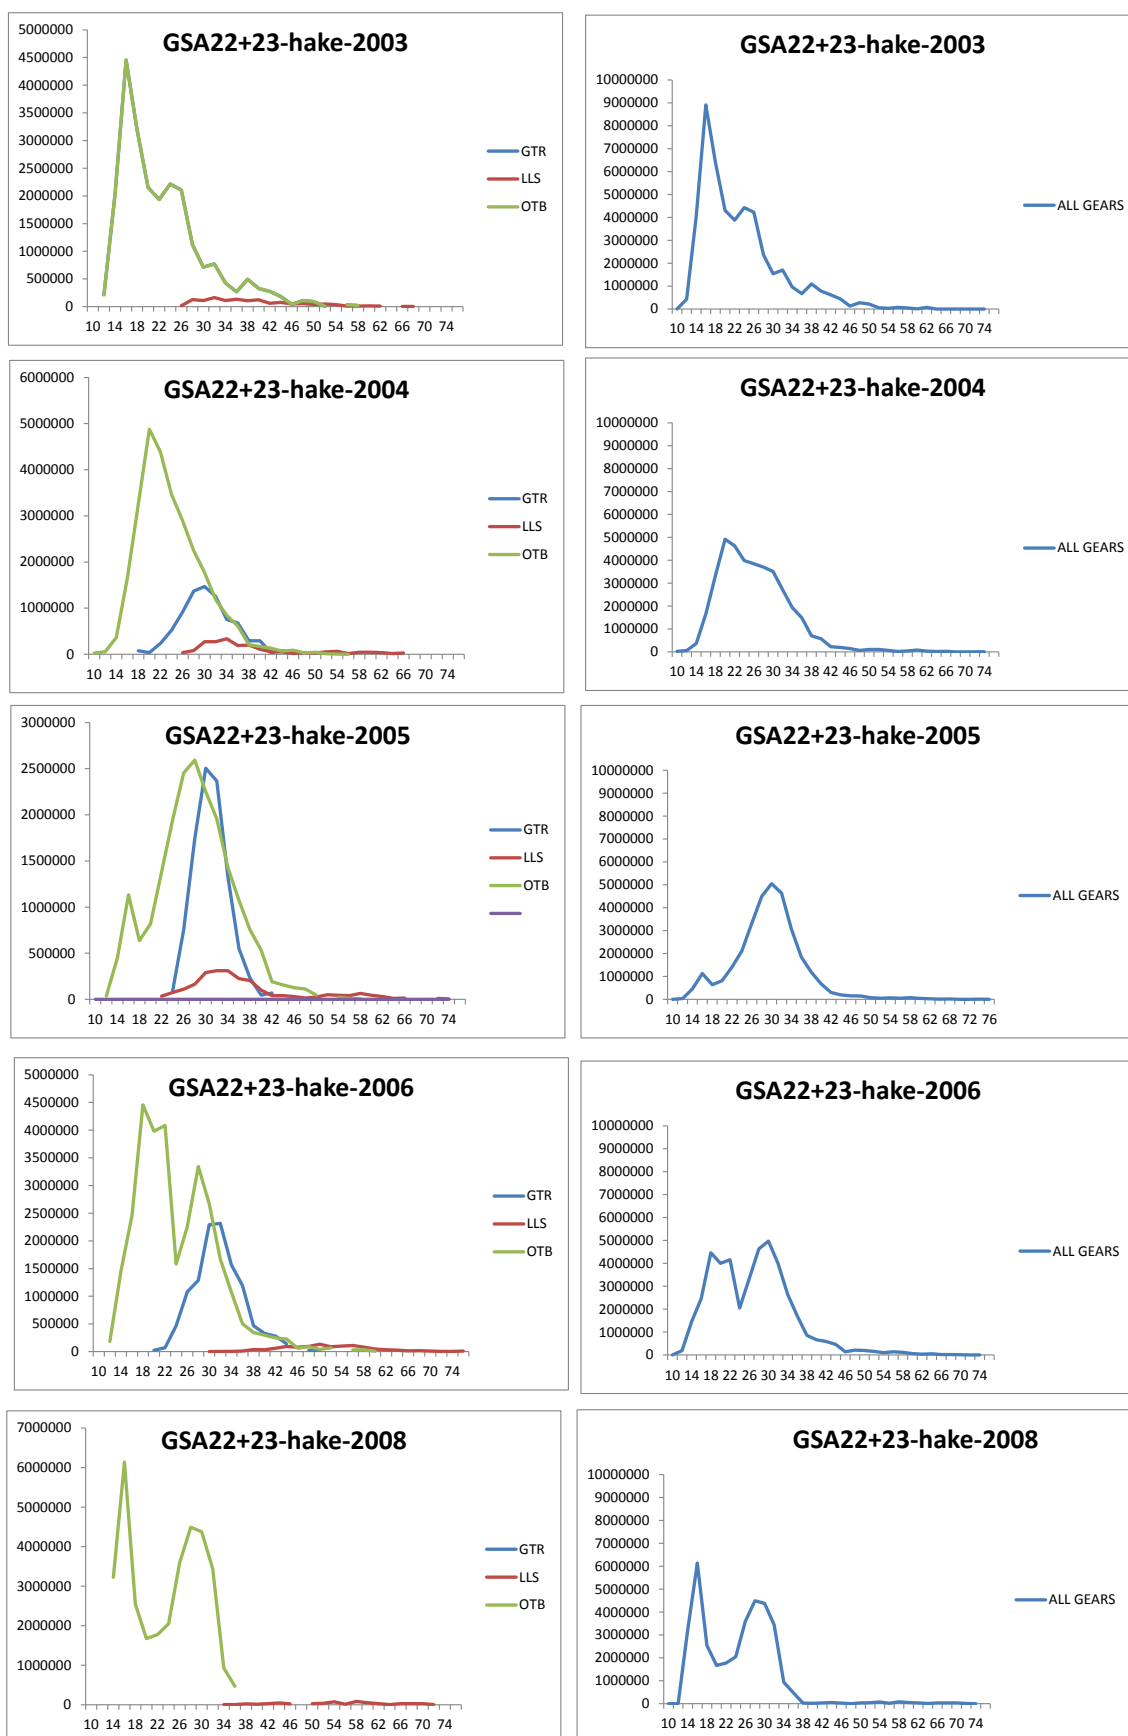 GSA22+23-hake-2003
5000000
4500000
4000000
3500000
3000000
2500000
2000000
1500000
1000000
500000
0
10 14 18 22 26 30 34 38 42 46 50 54 58 62 66 70 74
GTR
LLS
OTB
GSA22+23-hake-2003
10000000
9000000
8000000
7000000
6000000
5000000
4000000
3000000
2000000
1000000
0
10 14 18 22 26 30 34 38 42 46 50 54 58 62 66 70 74
ALL GEARS
GSA22+23-hake-2004
6000000
5000000
4000000
3000000
2000000
1000000
0
10 14 18 22 26 30 34 38 42 46 50 54 58 62 66 70 74
GTR
LLS
OTB
GSA22+23-hake-2004
10000000
9000000
8000000
7000000
6000000
5000000
4000000
3000000
2000000
1000000
0
10 14 18 22 26 30 34 38 42 46 50 54 58 62 66 70 74
ALL GEARS
GSA22+23-hake-2005
3000000
2500000
2000000
1500000
1000000
500000
0
10 14 18 22 26 30 34 38 42 46 50 54 58 62 66 70 74
GTR
LLS
OTB
GSA22+23-hake-2005
10000000
9000000
8000000
7000000
6000000
5000000
4000000
3000000
2000000
1000000
0
10 14 18 22 26 30 34 38 42 46 50 54 58 62 66 70 74 76
ALL GEARS
GSA22+23-hake-2006
5000000
4500000
4000000
3500000
3000000
2500000
2000000
1500000
1000000
500000
0
10 14 18 22 26 30 34 38 42 46 50 54 58 62 66 70 74
GTR
LLS
OTB
GSA22+23-hake-2006
10000000
9000000
8000000
7000000
6000000
5000000
4000000
3000000
2000000
1000000
0
10 14 18 22 26 30 34 38 42 46 50 54 58 62 66 70 74
ALL GEARS
GSA22+23-hake-2008
7000000
6000000
5000000
4000000
3000000
2000000
1000000
0
10 14 18 22 26 30 34 38 42 46 50 54 58 62 66 70 74
GTR
LLS
OTB
GSA22+23-hake-2008
10000000
9000000
8000000
7000000
6000000
5000000
4000000
3000000
2000000
1000000
0
10 14 18 22 26 30 34 38 42 46 50 54 58 62 66 70 74
ALL GEARS